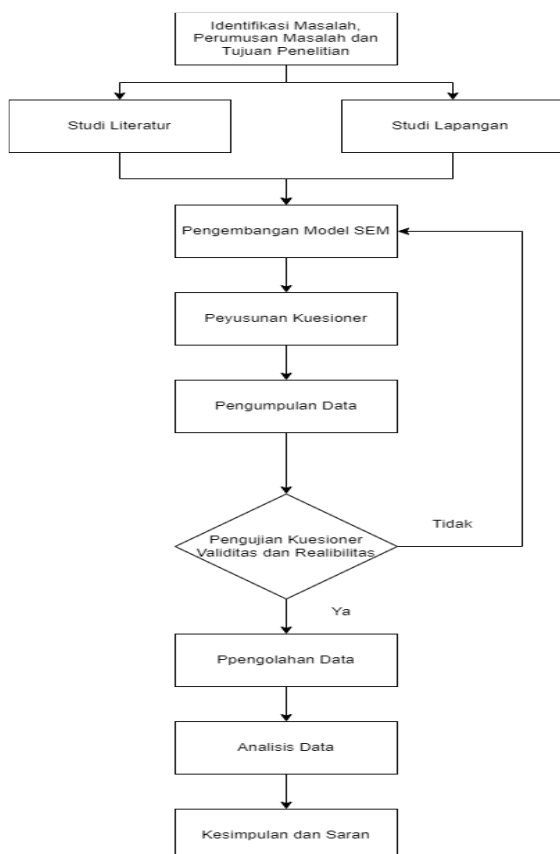 Identifikasi Masalah,
Perumusan Masalah dan
Tujuan Penelitian
Studi Literatur
Studi Lapangan
Pengembangan Model SEM
Peyusunan Kuesioner
Pengumpulan Data
Pengujian Kuesioner
Validitas dan Realibilitas
Tidak
Ya
Ppengolahan Data
Analisis Data
Kesimpulan dan Saran